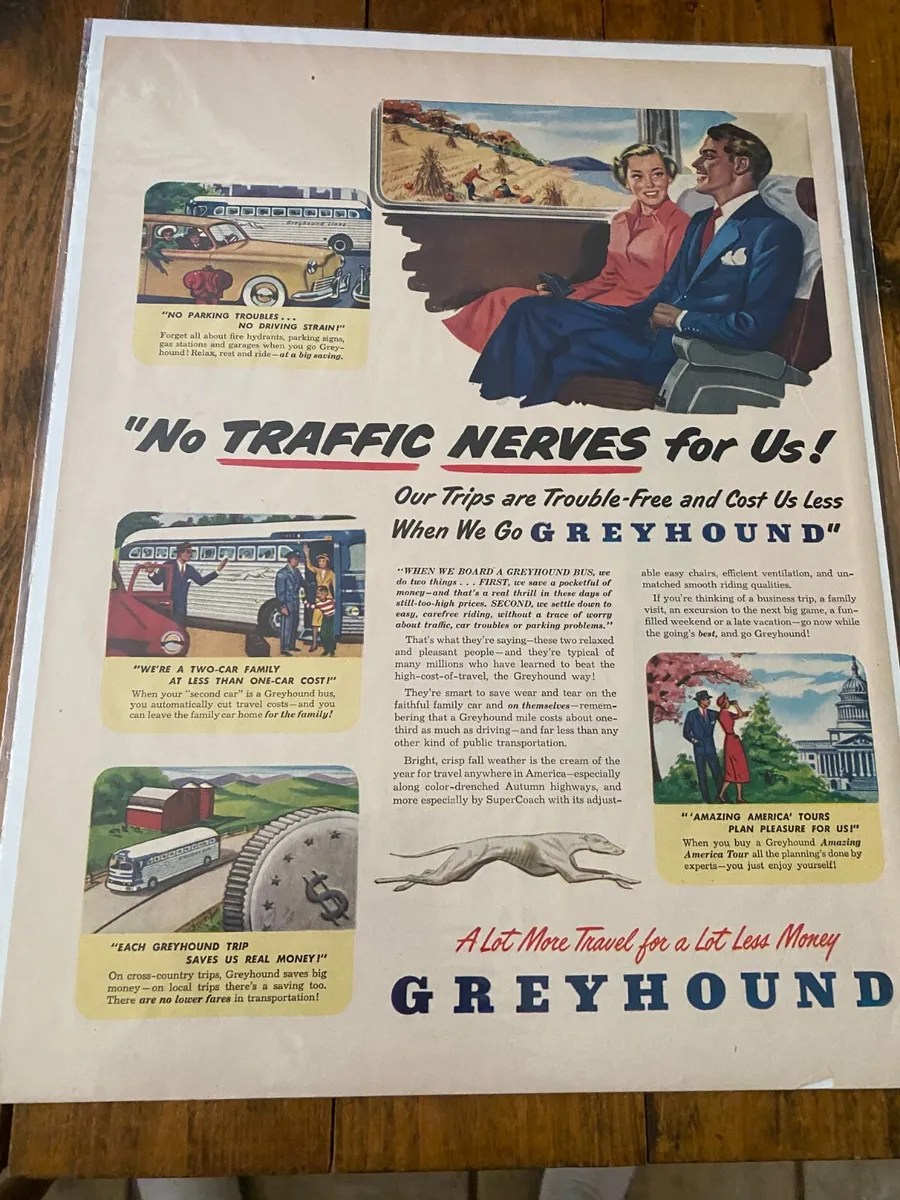 Greyhound Lines
"NO PARKING TROUBLES...
NO DRIVING STRAIN!"
Forget all about fire hydrants, parking signs,
gas stations and garages when you go Grey-
hound! Relax, rest and ride—at a big saving.
"No TRAFFIC NERVES for Us!
Our Trips are Trouble-Free and Cost Us Less
When We Go GREYHOUND"
"WE'RE A TWO-CAR FAMILY
AT LESS THAN ONE-CAR COST!"
When your "second car" is a Greyhound bus,
you automatically cut travel costs—and you
can leave the family car home for the family!
"EACH GREYHOUND TRIP
SAVES US REAL MONEY!"
On cross-country trips, Greyhound saves big
money—on local trips there's a saving too.
There are no lower fares in transportation!
"WHEN WE BOARD A GREYHOUND BUS, we
do two things . . . FIRST, we save a pocketful of
money—and that's a real thrill in these days of
still-too-high prices. SECOND, we settle down to
easy, carefree riding, without a trace of worry
about traffic, car troubles or parking problems."
That's what they're saying—these two relaxed
and pleasant people—and they're typical of
many millions who have learned to beat the
high-cost-of-travel, the Greyhound way!
They're smart to save wear and tear on the
faithful family car and on themselves—remem-
bering that a Greyhound mile costs about one-
third as much as driving—and far less than any
other kind of public transportation.
Bright, crisp fall weather is the cream of the
year for travel anywhere in America—especially
along color-drenched Autumn highways, and
more especially by SuperCoach with its adjust-
able easy chairs, efficient ventilation, and un-
matched smooth riding qualities.
If you're thinking of a business trip, a family
visit, an excursion to the next big game, a fun-
filled weekend or a late vacation—go now while
the going's best, and go Greyhound!
"'AMAZING AMERICA' TOURS
PLAN PLEASURE FOR US!"
When you buy a Greyhound Amazing
America Tour all the planning's done by
experts—you just enjoy yourself!
$
A Lot More Travel for a Lot Less Money
GREYHOUND